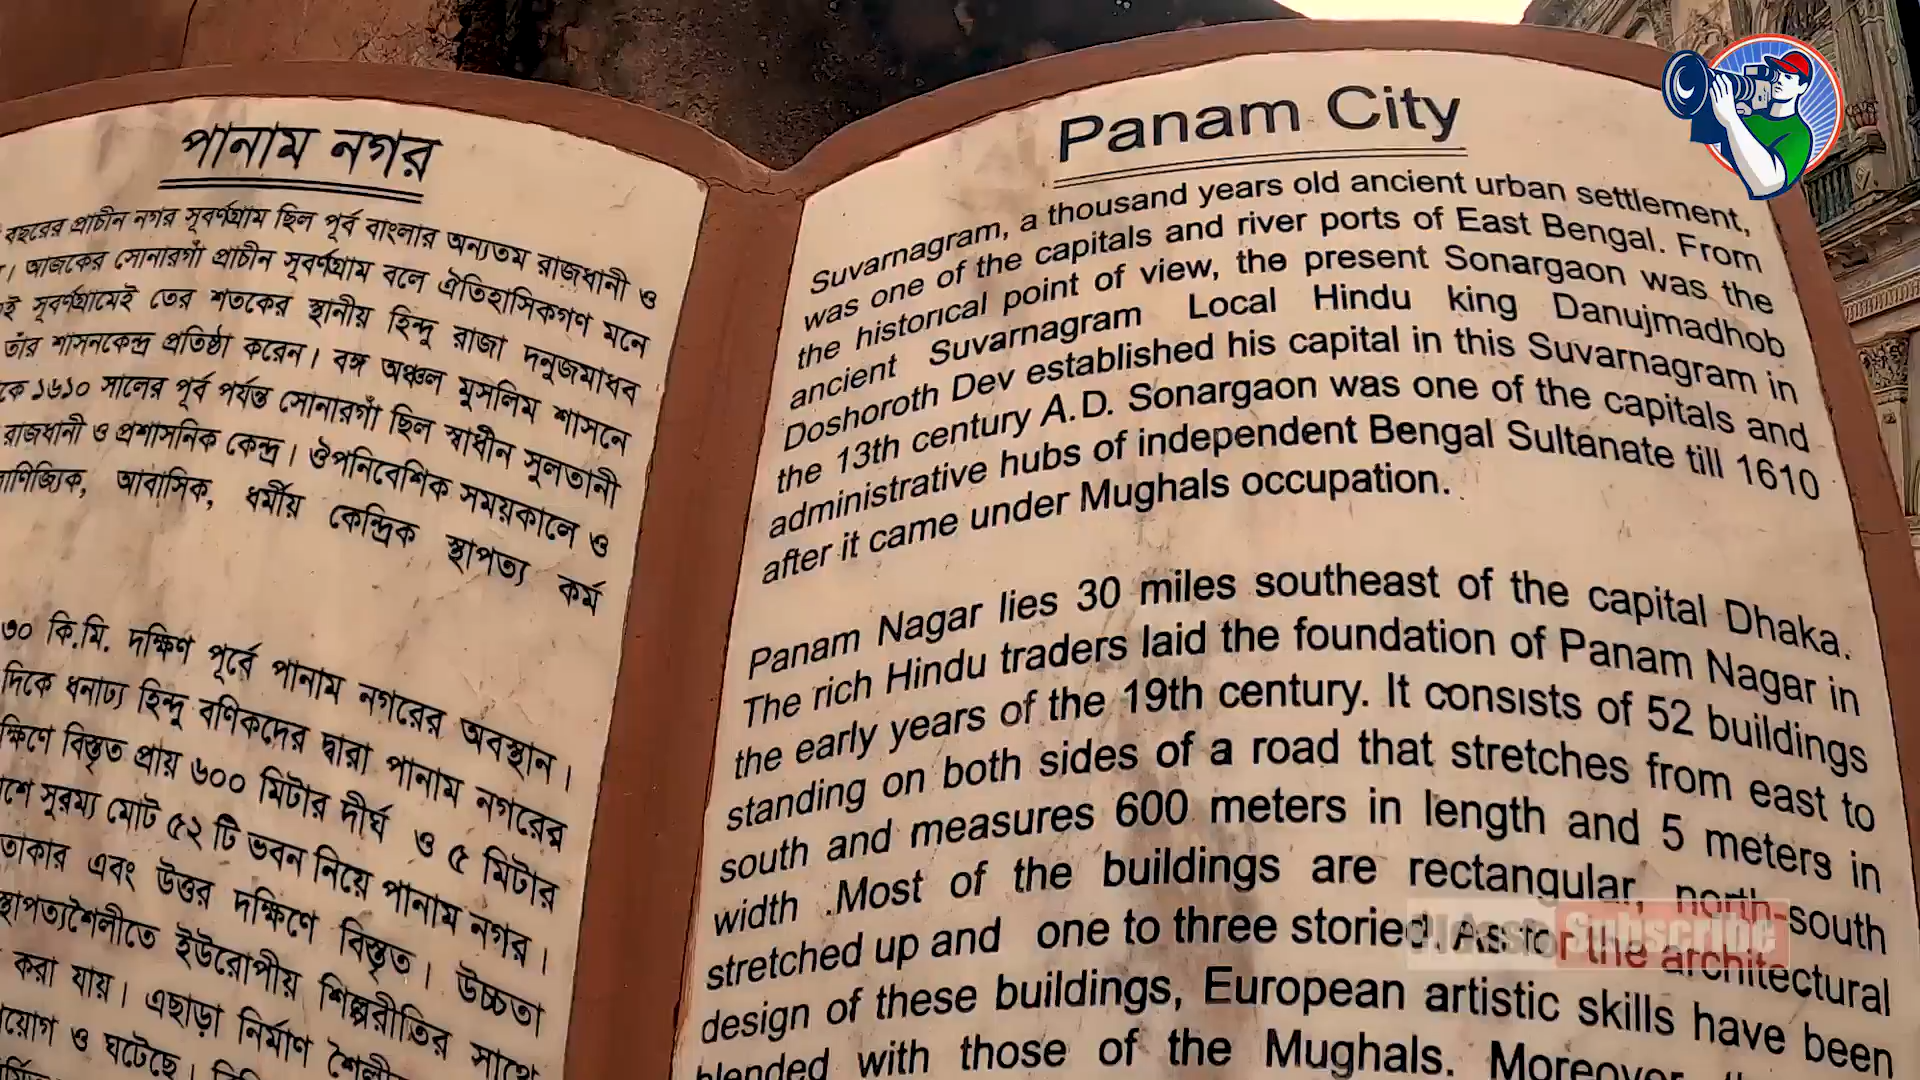 পানাম নগর
বছরের প্রাচীন নগর সূবর্ণগ্রাম ছিল পূর্ব বাংলার অন্যতম রাজধানী ও
। আজকের সোনারগাঁ প্রাচীন সূবর্ণগ্রাম বলে ঐতিহাসিকগণ মনে
সূবর্ণগ্রামেই তের শতকের স্থানীয় হিন্দু রাজা দনুজমাধব
তাঁর শাসনকেন্দ্র প্রতিষ্ঠা করেন। বঙ্গ অঞ্চল মুসলিম শাসনে
১৬১০ সালের পূর্ব পর্যন্ত সোনারগাঁ ছিল স্বাধীন সুলতানী
রাজধানী ও প্রশাসনিক কেন্দ্র। ঔপনিবেশিক সময়কালে ও
আবাসিক, ধর্মীয় কেন্দ্রিক স্থাপত্য কর্ম
৩০ কি.মি. দক্ষিণ পূর্বে পানাম নগরের অবস্থান।
দিকে ধনাঢ্য হিন্দু বণিকদের দ্বারা পানাম নগরের
বিস্তৃত প্রায় ৬০০ মিটার দীর্ঘ ও ৫ মিটার
সুরম্য মোট ৫২ টি ভবন নিয়ে পানাম নগর।
এবং উত্তর দক্ষিণে বিস্তৃত। উচ্চতা
স্থাপত্যশৈলীতে ইউরোপীয় শিল্পরীতির সাথে
করা যায়। এছাড়া নির্মাণ
ও ঘটেছে।
Panam City
Suvarnagram, a thousand years old ancient urban settlement,
was one of the capitals and river ports of East Bengal. From
the historical point of view, the present Sonargaon was the
ancient Suvarnagram Local Hindu king Danujmadhob
Doshoroth Dev established his capital in this Suvarnagram in
the 13th century A.D. Sonargaon was one of the capitals and
administrative hubs of independent Bengal Sultanate till 1610
after it came under Mughals occupation.
Panam Nagar lies 30 miles southeast of the capital Dhaka.
The rich Hindu traders laid the foundation of Panam Nagar in
the early years of the 19th century. It consists of 52 buildings
standing on both sides of a road that stretches from east to
south and measures 600 meters in length and 5 meters in
width .Most of the buildings are rectangular, north-south
stretched up and one to three storied. As for the architectural
design of these buildings, European artistic skills have been
blended with those of the Mughals. Moreover
Subscribe